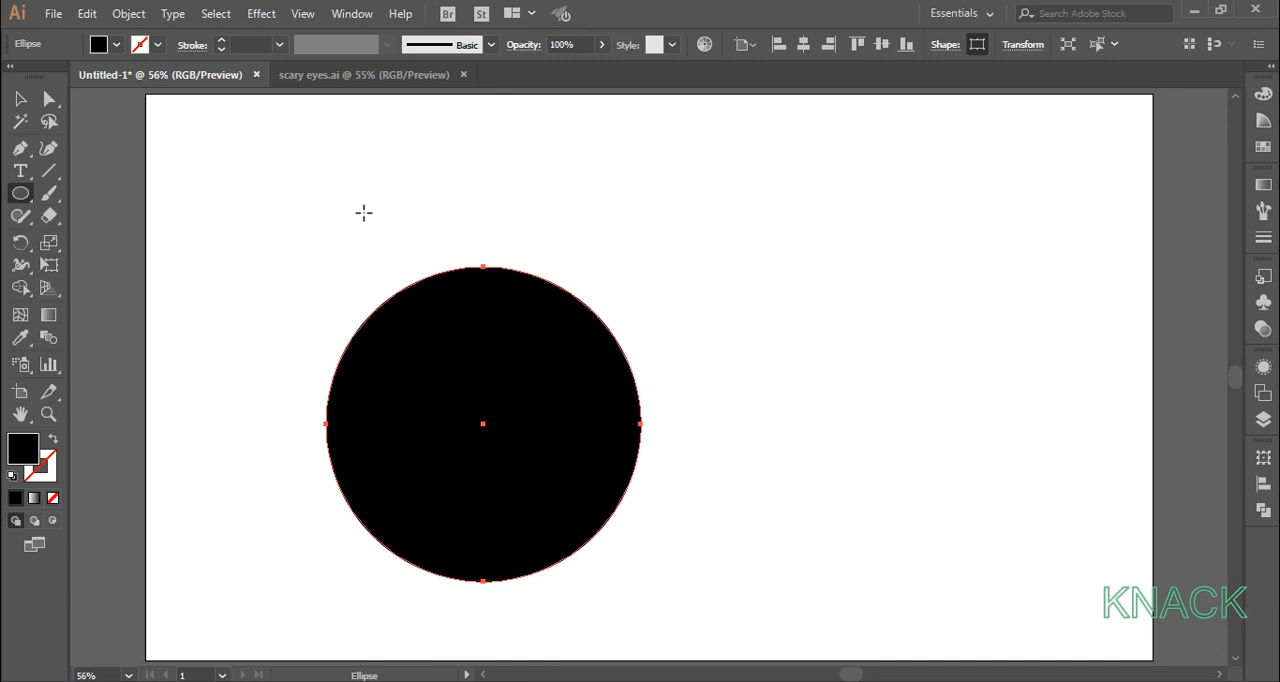 Ai File Edit Object Type Select Effect View Window Help Br St Essentials Search Adobe Stock
Ellipse Stroke: Basic Opacity: 100% Style: Shape: Transform
Untitled-1* @ 56% (RGB/Preview) × scary eyes.ai @ 55% (RGB/Preview) ×
T
KNACK
56% 1 Ellipse